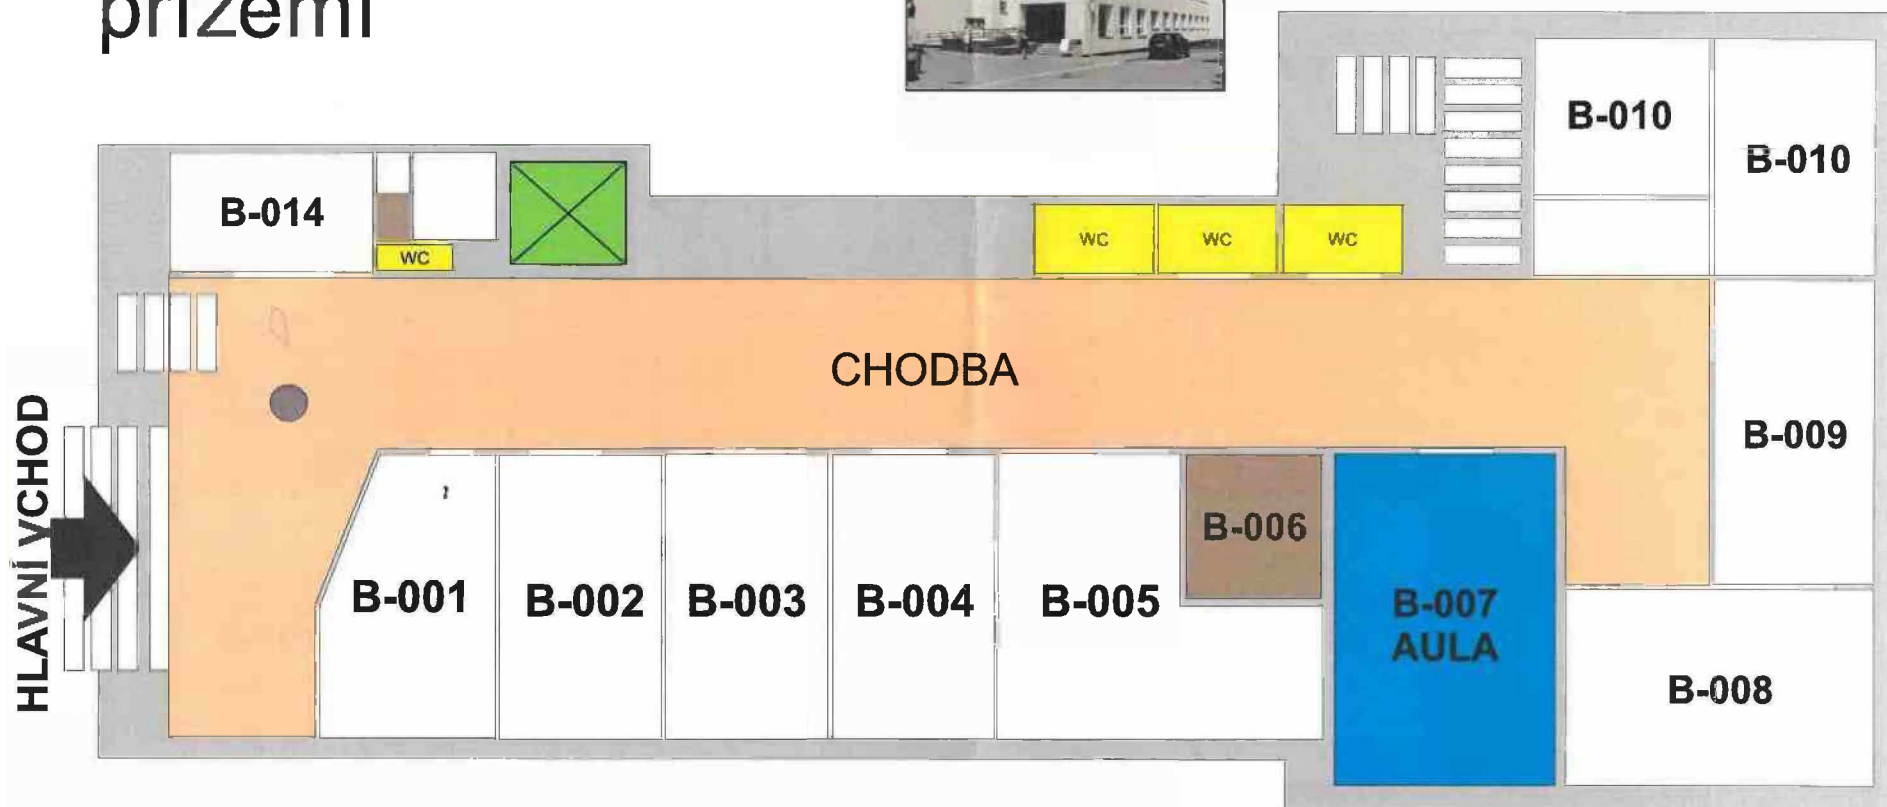 přízemí
B-010
B-010
B-014
WC
WC
WC
WC
CHODBA
HLAVNÍ VCHOD
B-009
B-006
B-001
B-002
B-003
B-004
B-005
B-007
AULA
B-008